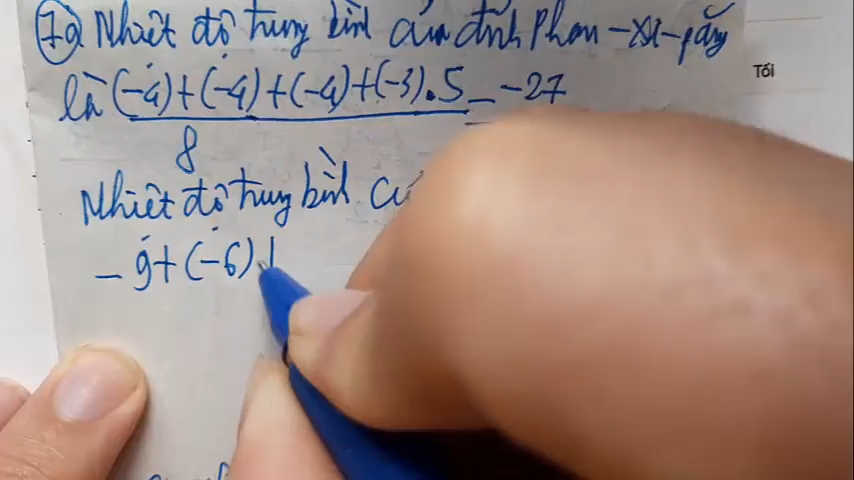 7a Nhiệt độ trung bình của đỉnh Phan-xi-păng
Tối
là (-4)+(-4)+(-4)+(-3).5 = -27
8
Nhiệt độ trung bình củ
-9+(-6)